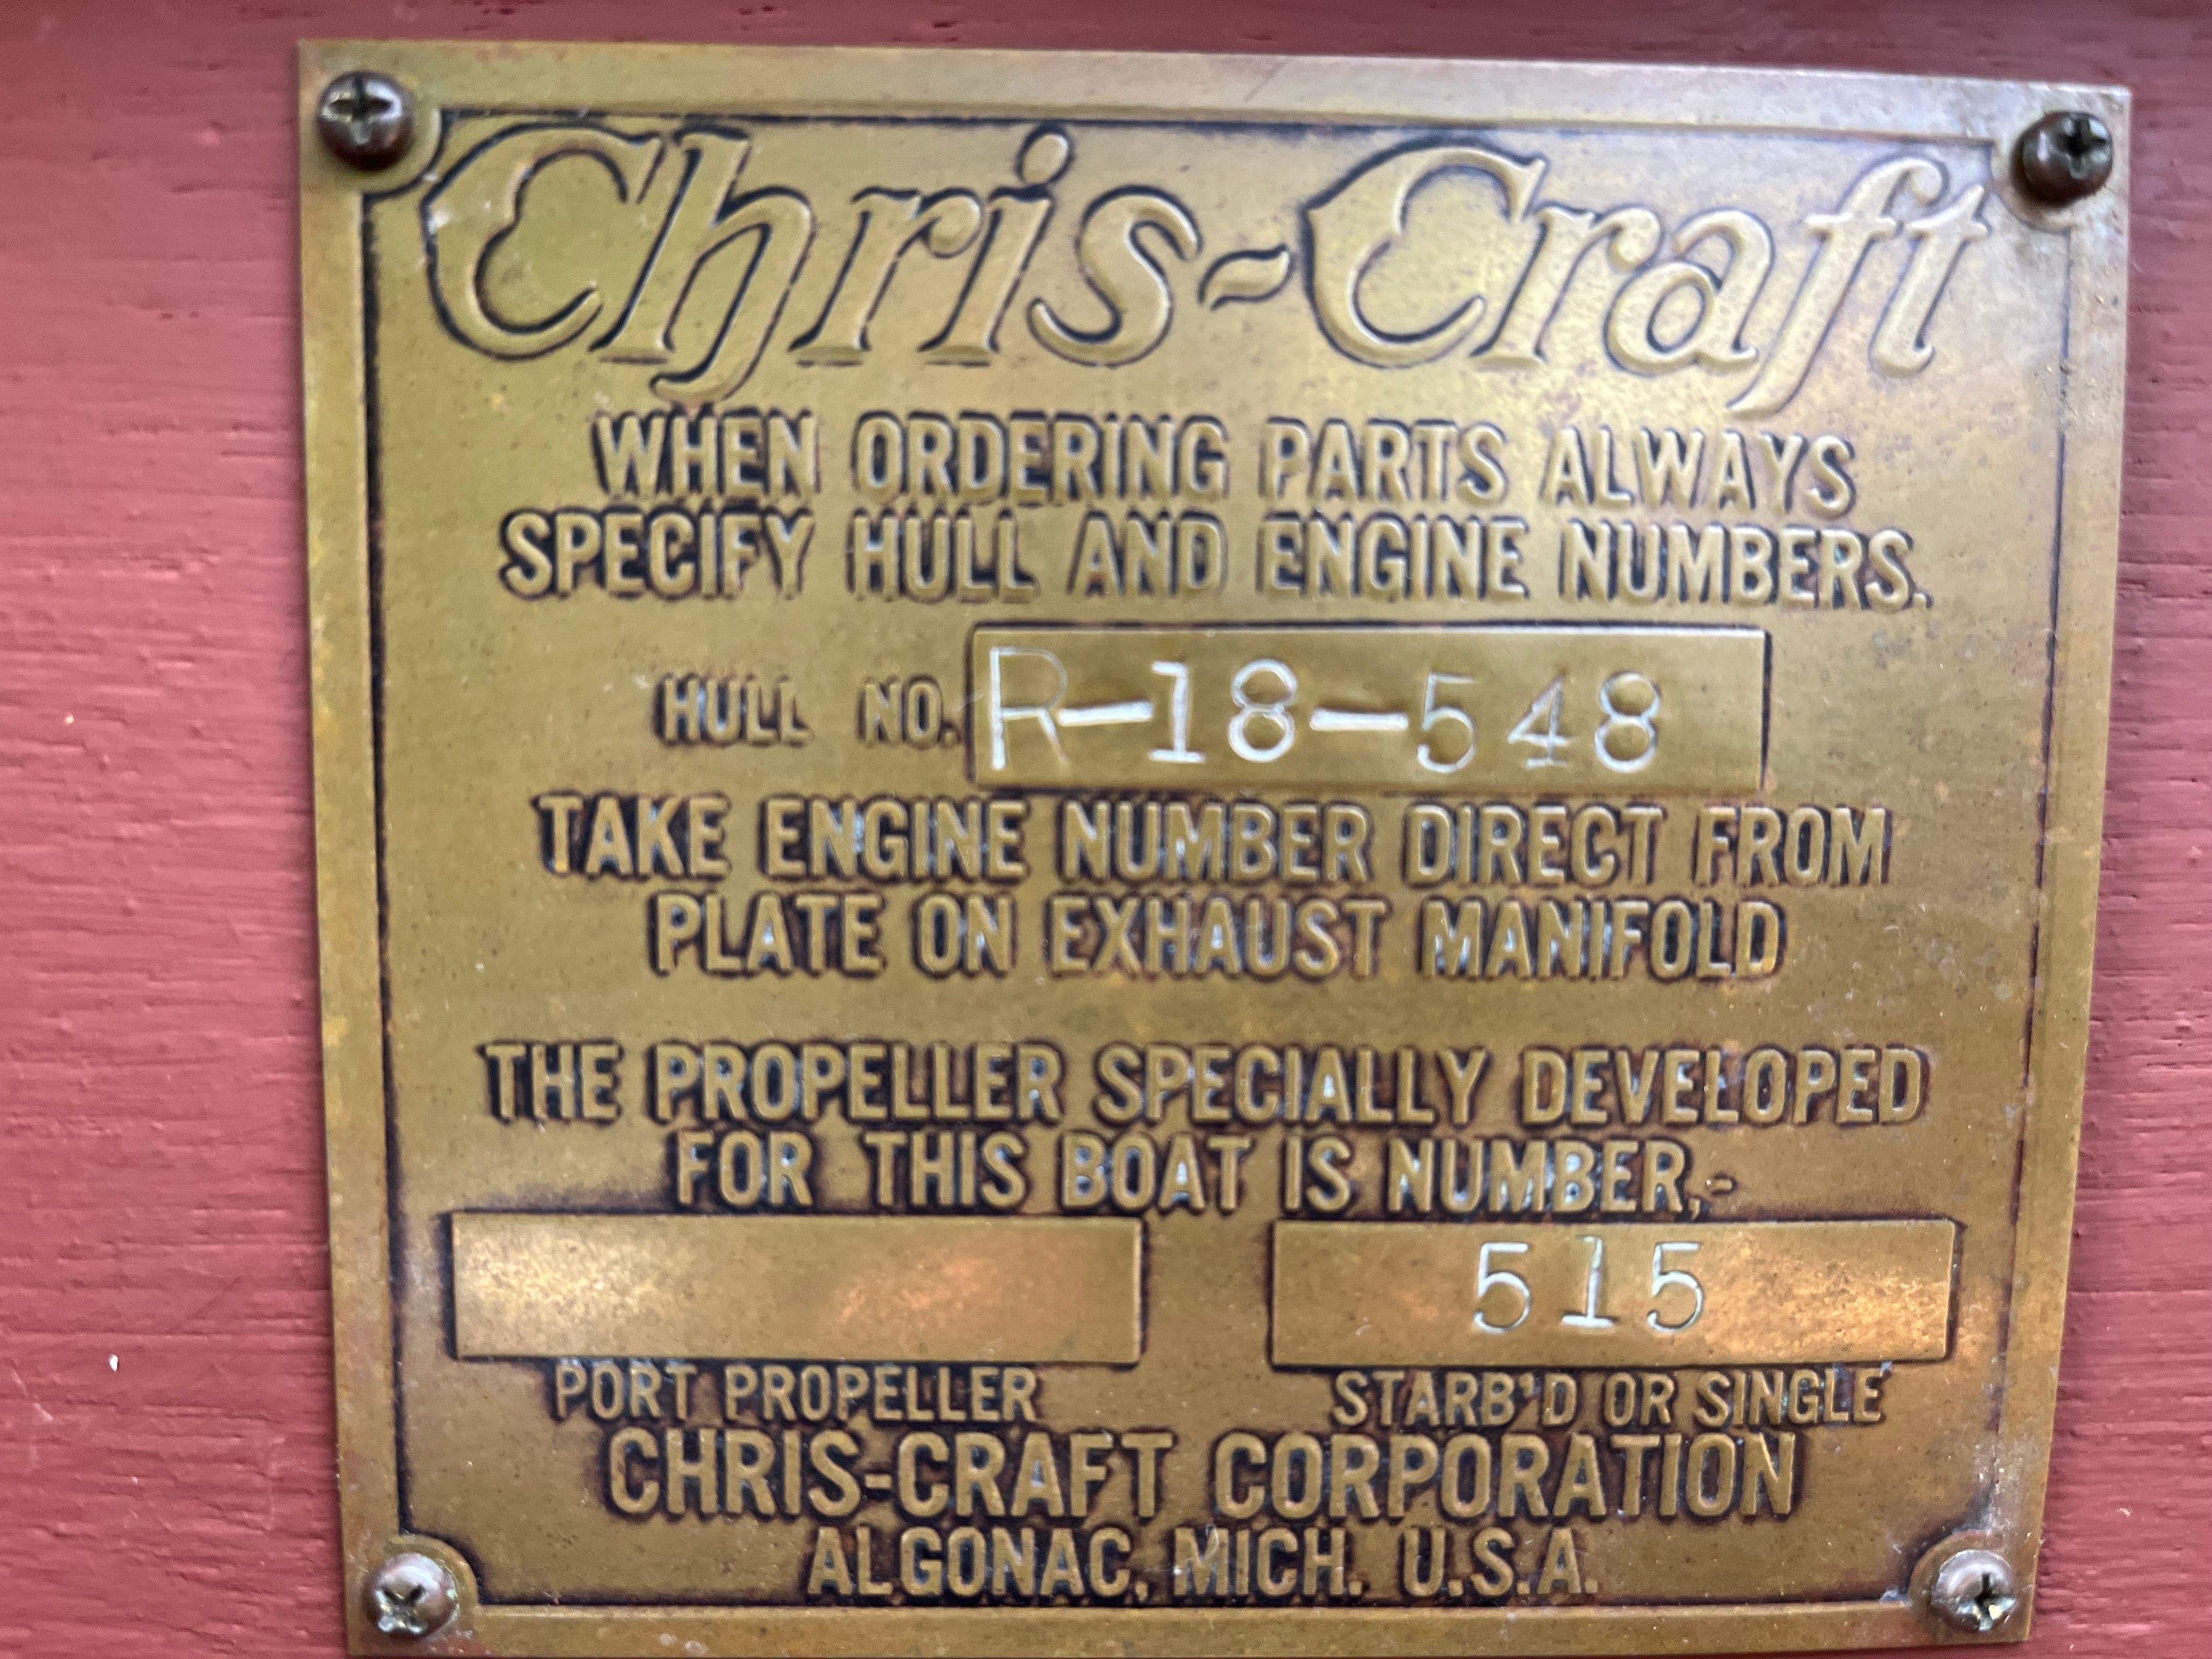 Chris-Craft
WHEN ORDERING PARTS ALWAYS
SPECIFY HULL AND ENGINE NUMBERS.
HULL NO. R-18-548
TAKE ENGINE NUMBER DIRECT FROM
PLATE ON EXHAUST MANIFOLD
THE PROPELLER SPECIALLY DEVELOPED
FOR THIS BOAT IS NUMBER,-
515
PORT PROPELLER STARB'D OR SINGLE
CHRIS-CRAFT CORPORATION
ALGONAC, MICH. U.S.A.